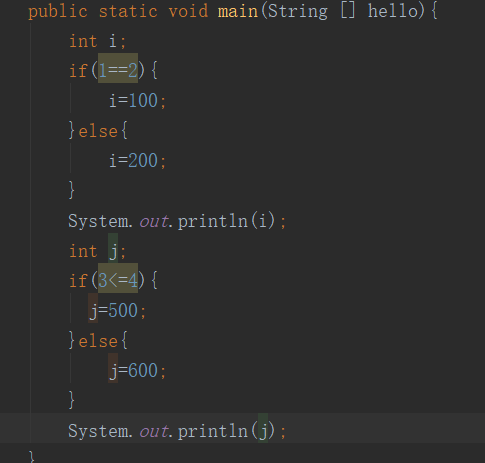 public static void main(String [] hello){
int i;
if(1==2){
i=100;
}else{
i=200;
}
System.out.println(i);
int j;
if(3<=4){
j=500;
}else{
j=600;
}
System.out.println(j);
}